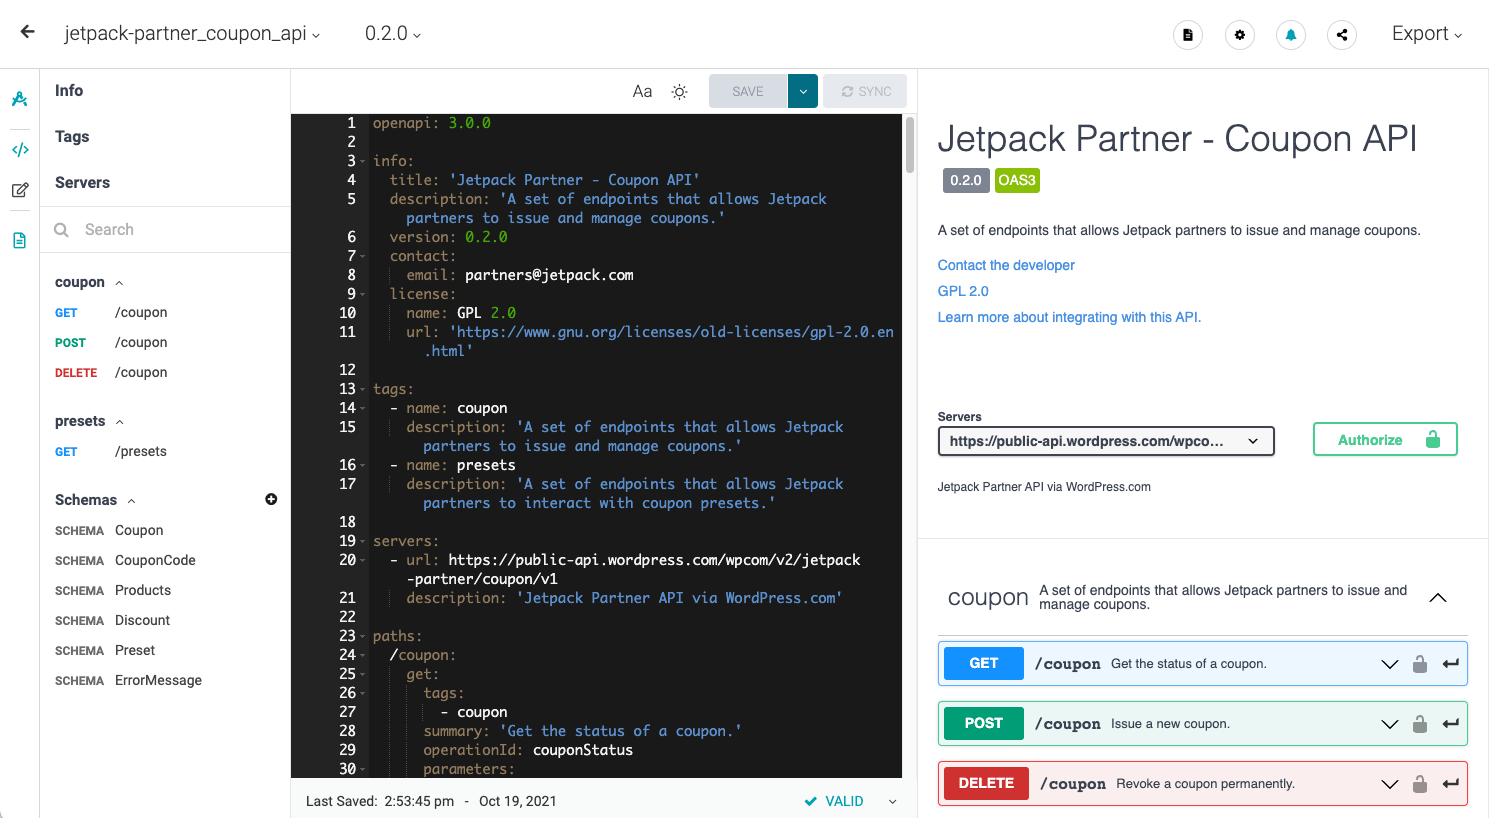 jetpack-partner_coupon_api
0.2.0
Export
Info
Tags
Servers
Search
coupon
GET /coupon
POST /coupon
DELETE /coupon
presets
GET /presets
Schemas
SCHEMA Coupon
SCHEMA CouponCode
SCHEMA Products
SCHEMA Discount
SCHEMA Preset
SCHEMA ErrorMessage
Aa
SAVE
SYNC
1 openapi: 3.0.0
2
3 info:
4 title: 'Jetpack Partner - Coupon API'
5 description: 'A set of endpoints that allows Jetpack
partners to issue and manage coupons.'
6 version: 0.2.0
7 contact:
8 email: partners@jetpack.com
9 license:
10 name: GPL 2.0
11 url: 'https://www.gnu.org/licenses/old-licenses/gpl-2.0.en
.html'
12
13 tags:
14 - name: coupon
15 description: 'A set of endpoints that allows Jetpack
partners to issue and manage coupons.'
16 - name: presets
17 description: 'A set of endpoints that allows Jetpack
partners to interact with coupon presets.'
18
19 servers:
20 - url: https://public-api.wordpress.com/wpcom/v2/jetpack
-partner/coupon/v1
21 description: 'Jetpack Partner API via WordPress.com'
22
23 paths:
24 /coupon:
25 get:
26 tags:
27 - coupon
28 summary: 'Get the status of a coupon.'
29 operationId: couponStatus
30 parameters:
Last Saved: 2:53:45 pm - Oct 19, 2021
VALID
Jetpack Partner - Coupon API
0.2.0 OAS3
A set of endpoints that allows Jetpack partners to issue and manage coupons.
Contact the developer
GPL 2.0
Learn more about integrating with this API.
Servers
https://public-api.wordpress.com/wpco...
Authorize
Jetpack Partner API via WordPress.com
coupon
A set of endpoints that allows Jetpack partners to issue and
manage coupons.
GET /coupon Get the status of a coupon.
POST /coupon Issue a new coupon.
DELETE /coupon Revoke a coupon permanently.